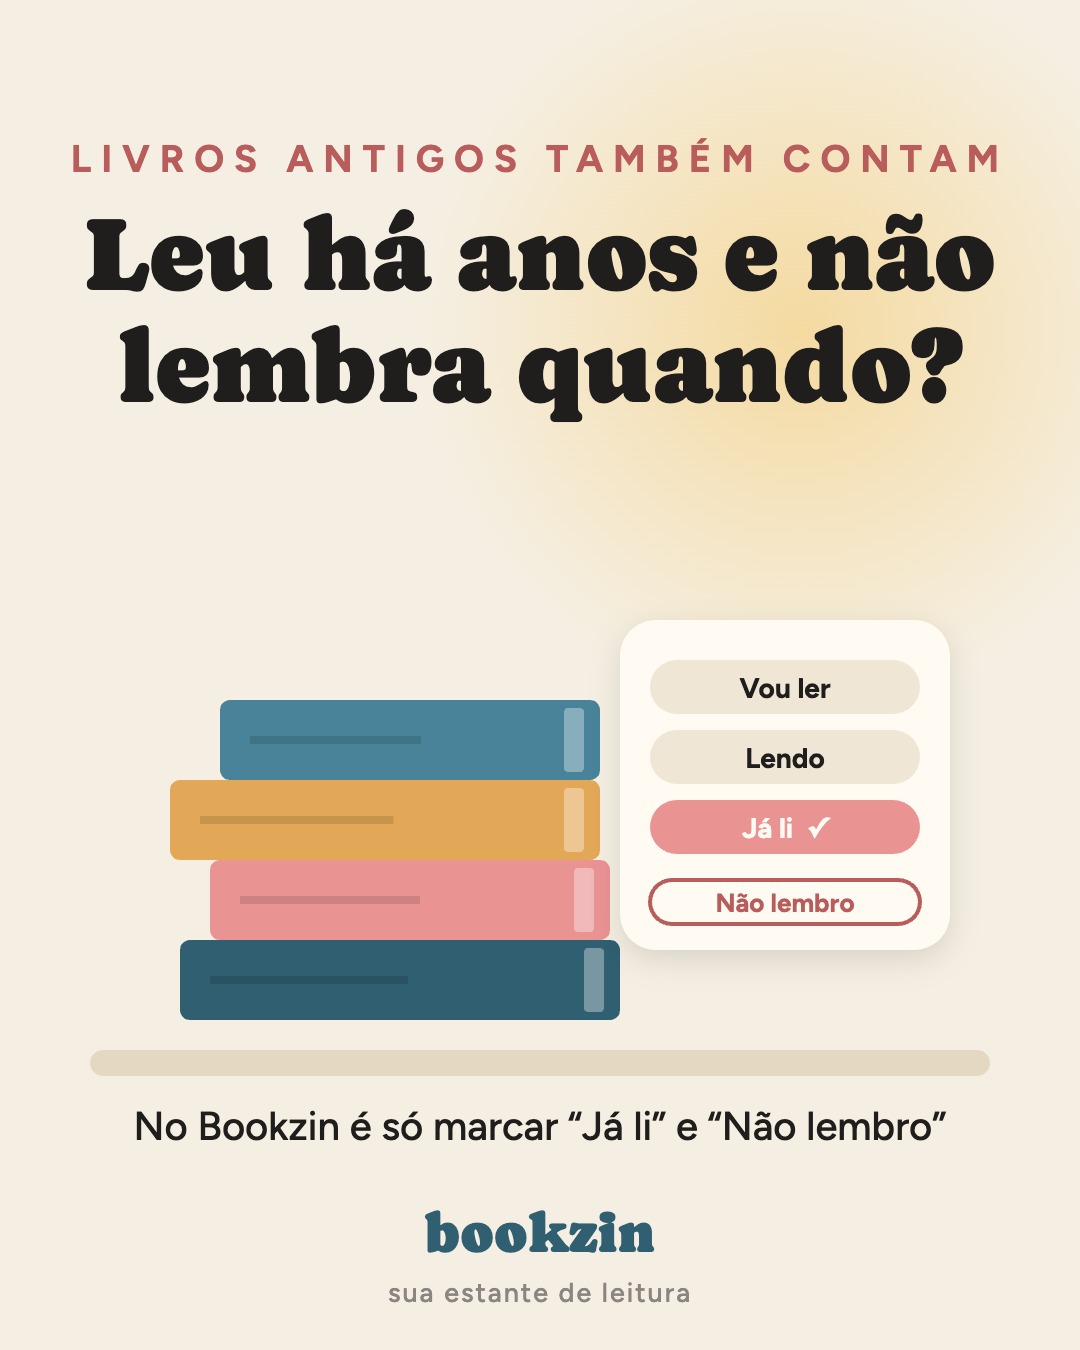 LIVROS ANTIGOS TAMBÉM CONTAM
Leu há anos e não
lembra quando?
Vou ler
Lendo
Já li ✓
Não lembro
No Bookzin é só marcar “Já li” e “Não lembro”
bookzin
sua estante de leitura